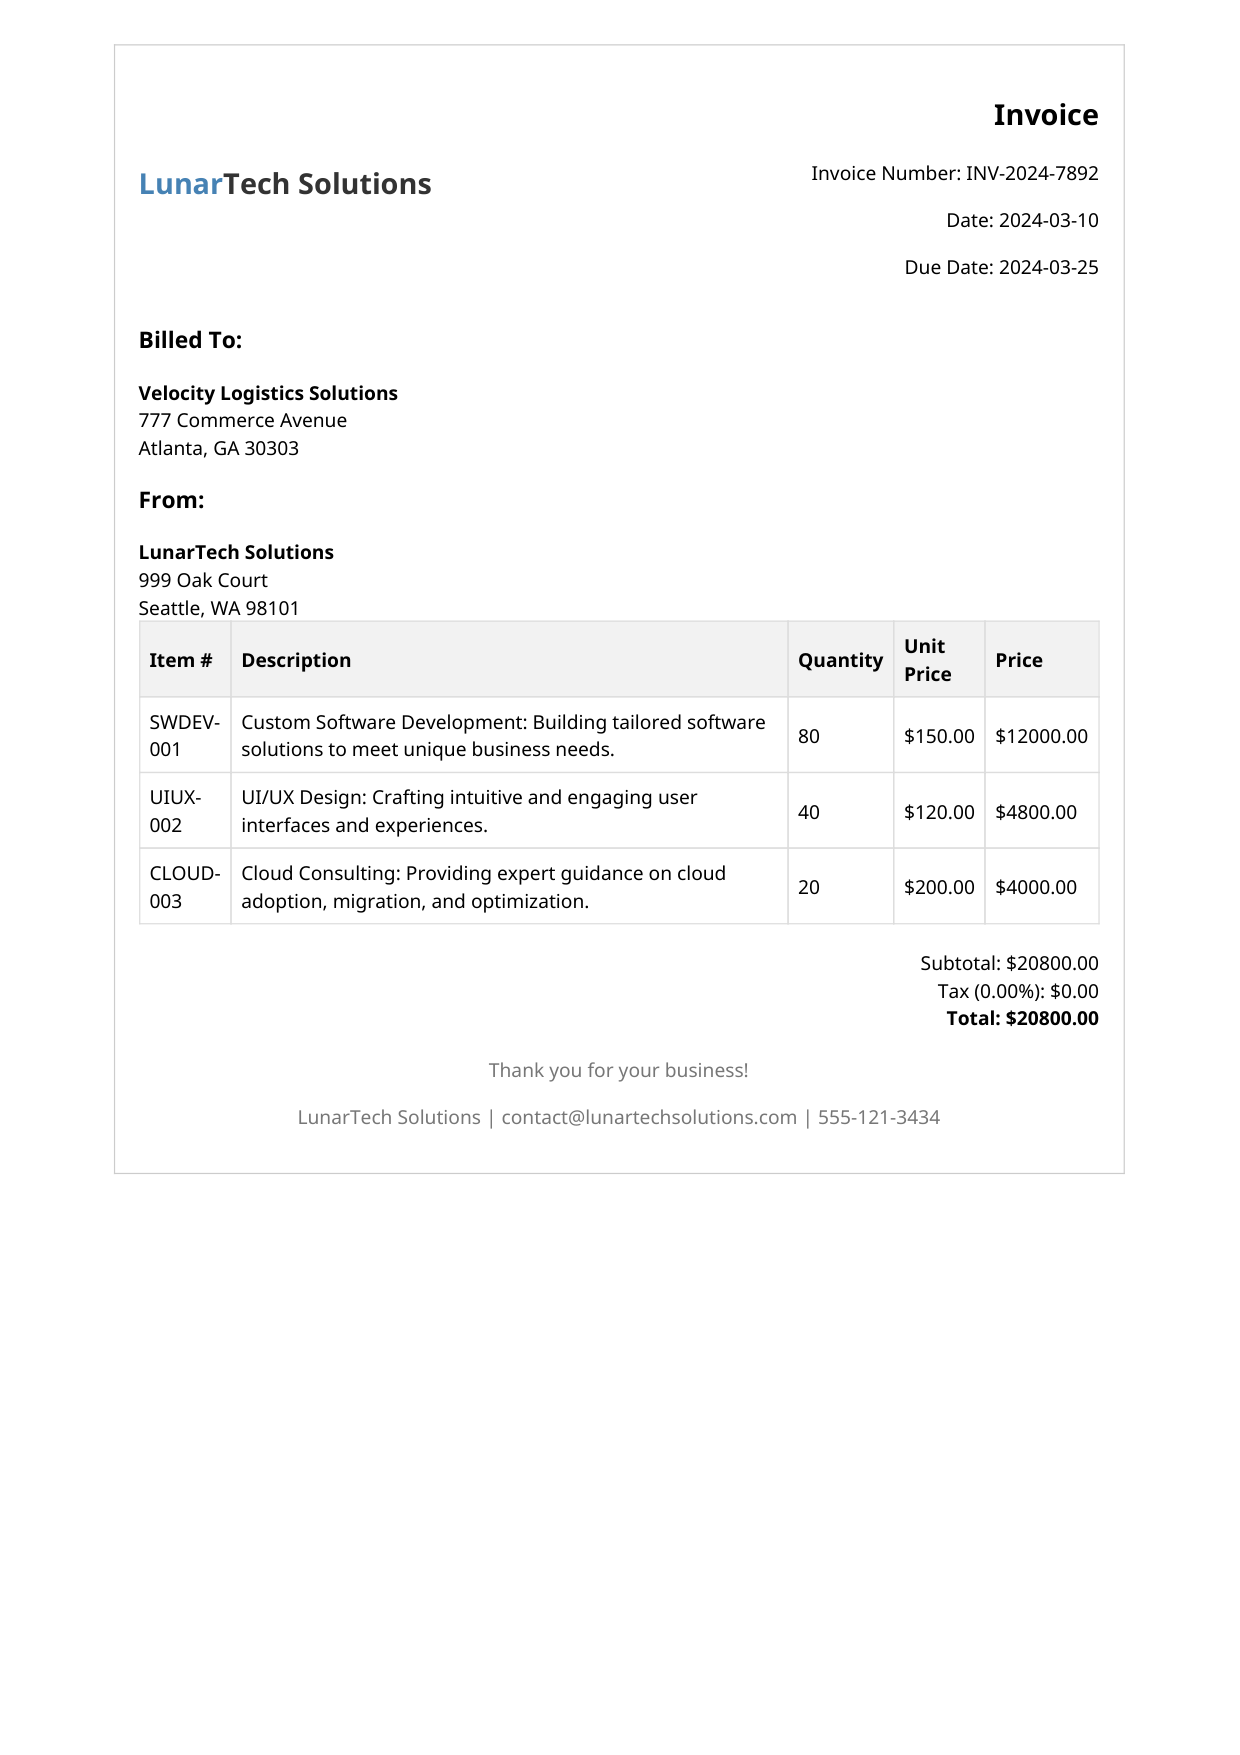 Invoice
LunarTech Solutions
Invoice Number: INV-2024-7892
Date: 2024-03-10
Due Date: 2024-03-25
Billed To:
Velocity Logistics Solutions
777 Commerce Avenue
Atlanta, GA 30303
From:
LunarTech Solutions
999 Oak Court
Seattle, WA 98101
Item # Description Quantity Unit Price Price
SWDEV-001 Custom Software Development: Building tailored software
solutions to meet unique business needs. 80 $150.00 $12000.00
UIUX-002 UI/UX Design: Crafting intuitive and engaging user
interfaces and experiences. 40 $120.00 $4800.00
CLOUD-003 Cloud Consulting: Providing expert guidance on cloud
adoption, migration, and optimization. 20 $200.00 $4000.00
Subtotal: $20800.00
Tax (0.00%): $0.00
Total: $20800.00
Thank you for your business!
LunarTech Solutions | contact@lunartechsolutions.com | 555-121-3434